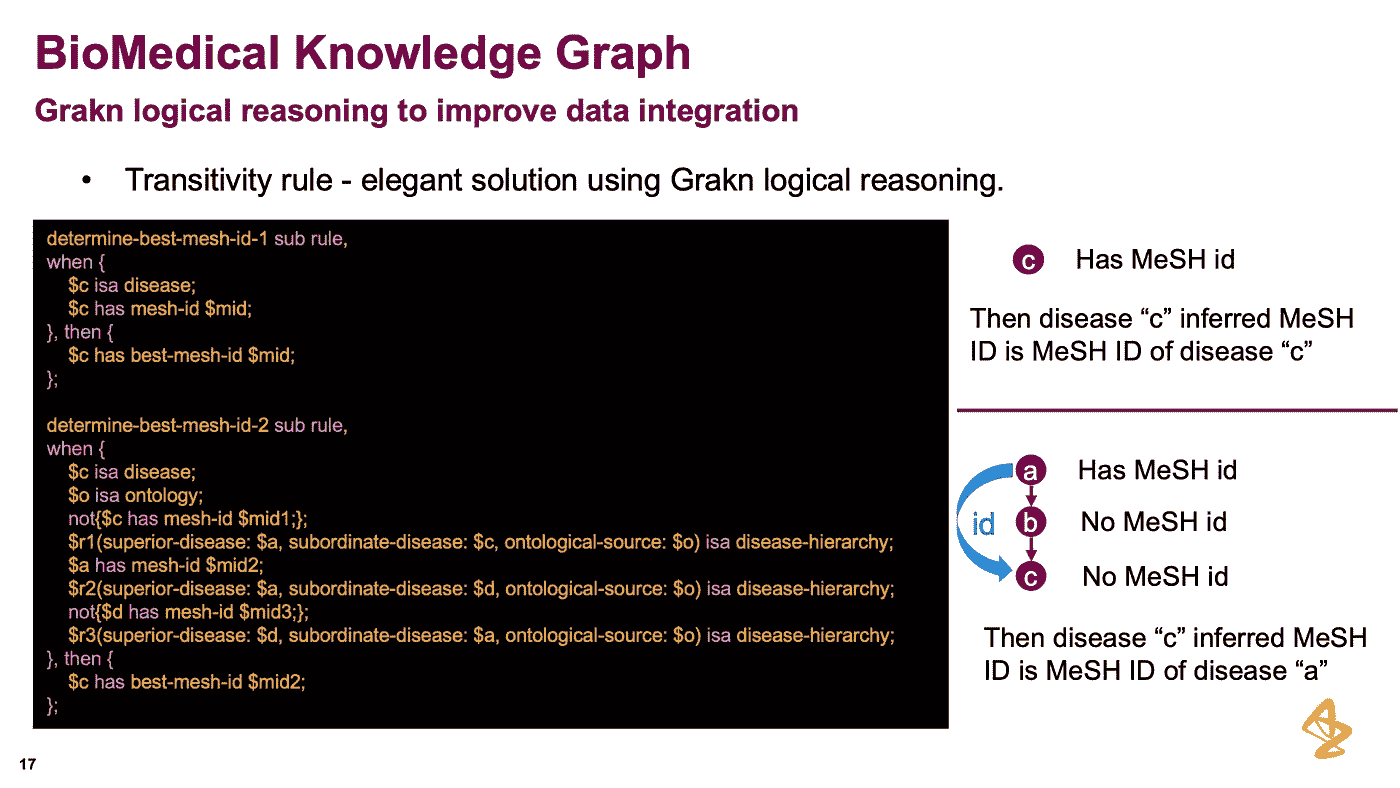 BioMedical Knowledge Graph
Grakn logical reasoning to improve data integration
• Transitivity rule - elegant solution using Grakn logical reasoning.
determine-best-mesh-id-1 sub rule,
when {
$c isa disease;
$c has mesh-id $mid;
}, then {
$c has best-mesh-id $mid;
};
determine-best-mesh-id-2 sub rule,
when {
$c isa disease;
$o isa ontology;
not{$c has mesh-id $mid1;};
$r1(superior-disease: $a, subordinate-disease: $c, ontological-source: $o) isa disease-hierarchy;
$a has mesh-id $mid2;
$r2(superior-disease: $a, subordinate-disease: $d, ontological-source: $o) isa disease-hierarchy;
not{$d has mesh-id $mid3;};
$r3(superior-disease: $d, subordinate-disease: $a, ontological-source: $o) isa disease-hierarchy;
}, then {
$c has best-mesh-id $mid2;
};
c Has MeSH id
Then disease “c” inferred MeSH
ID is MeSH ID of disease “c”
a Has MeSH id
id b No MeSH id
c No MeSH id
Then disease “c” inferred MeSH
ID is MeSH ID of disease “a”
17